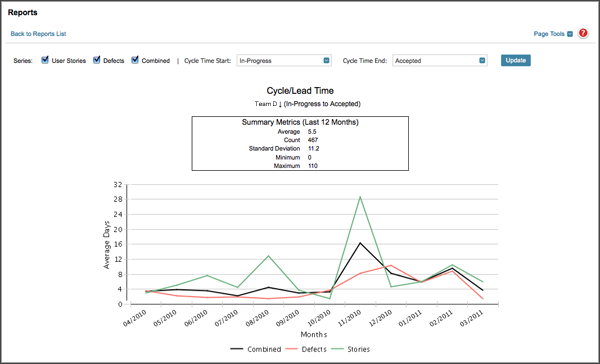 Reports
Back to Reports List
Page Tools
?
Series: User Stories Defects Combined | Cycle Time Start: In-Progress Cycle Time End: Accepted Update
Cycle/Lead Time
Team D ↓ (In-Progress to Accepted)
Summary Metrics (Last 12 Months)
Average 5.5
Count 467
Standard Deviation 11.2
Minimum 0
Maximum 110
32
28
24
20
16
12
8
4
0
Average Days
04/2010 05/2010 06/2010 07/2010 08/2010 09/2010 10/2010 11/2010 12/2010 01/2011 02/2011 03/2011
Months
Combined Defects Stories